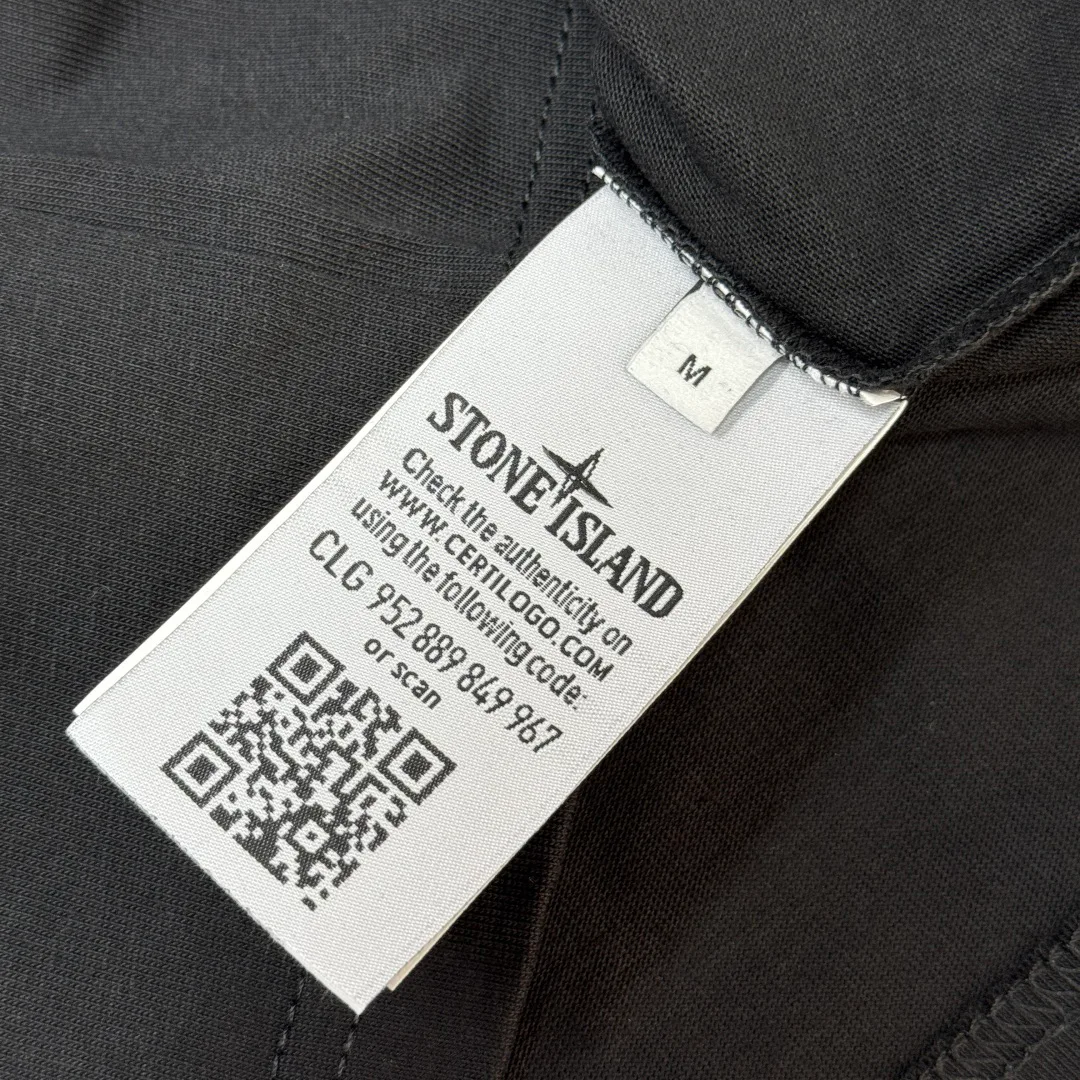 M
STONE ISLAND
Check the authenticity on
WWW.CERTILOGO.COM
using the following code:
CLG 952 889 849 967
or scan